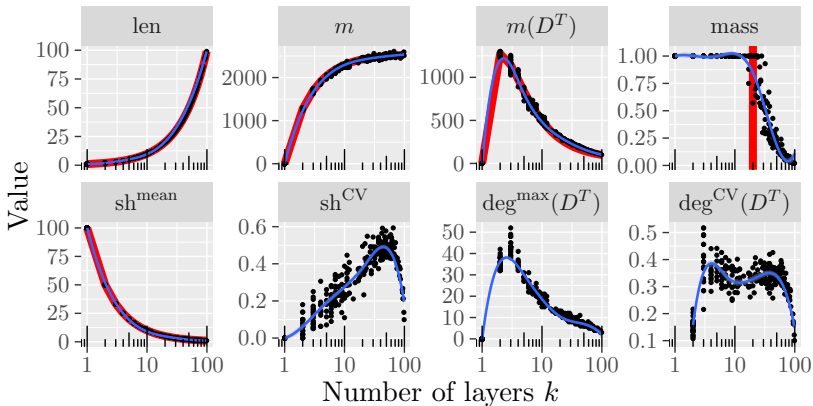 len m m(D^T) mass
100 75 50 25 0
2000 1000 0
1000 500 0
1.00 0.75 0.50 0.25 0.00
Value
sh^mean sh^CV deg^max(D^T) deg^CV(D^T)
100 75 50 25 0
0.6 0.4 0.2 0.0
50 40 30 20 10 0
0.5 0.4 0.3 0.2 0.1
1 10 100 1 10 100 1 10 100 1 10 100
Number of layers k